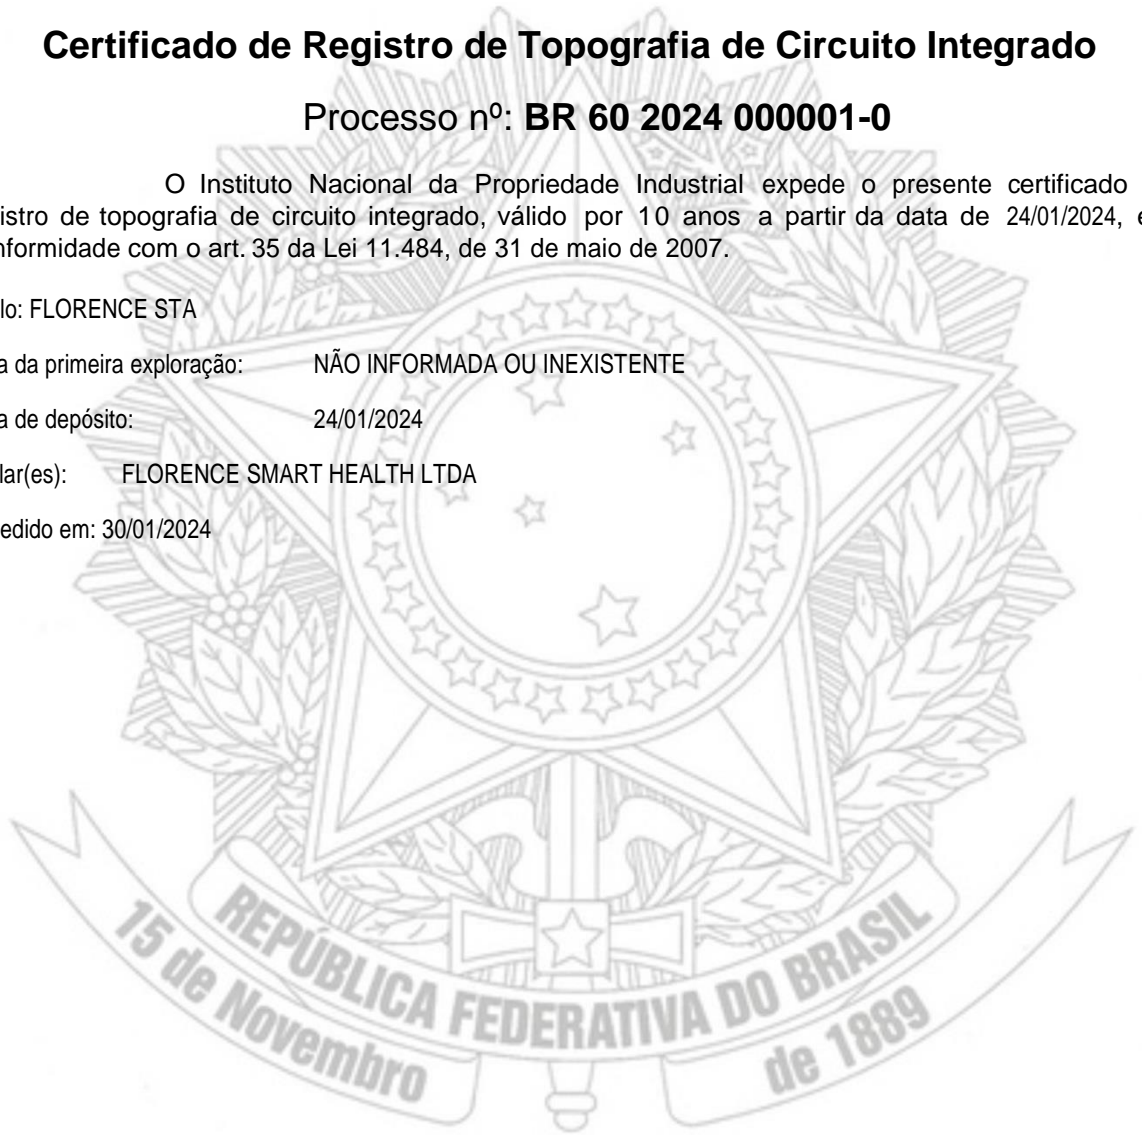 Certificado de Registro de Topografia de Circuito Integrado
Processo nº: BR 60 2024 000001-0
O Instituto Nacional da Propriedade Industrial expede o presente certificado
istro de topografia de circuito integrado, válido por 10 anos a partir da data de 24/01/2024, e
nformidade com o art. 35 da Lei 11.484, de 31 de maio de 2007.
lo: FLORENCE STA
a da primeira exploração: NÃO INFORMADA OU INEXISTENTE
a de depósito: 24/01/2024
lar(es): FLORENCE SMART HEALTH LTDA
edido em: 30/01/2024
REPÚBLICA FEDERATIVA DO BRASIL
15 de Novembro de 1889